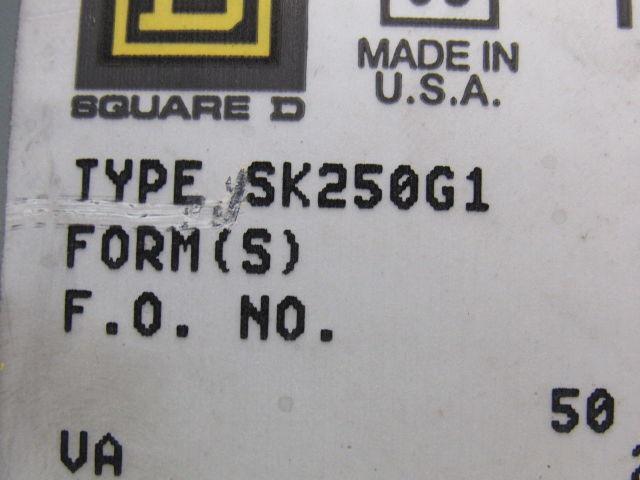 SQUARE D
MADE IN
U.S.A.
TYPE SK250G1
FORM(S)
F.O. NO.
50
VA